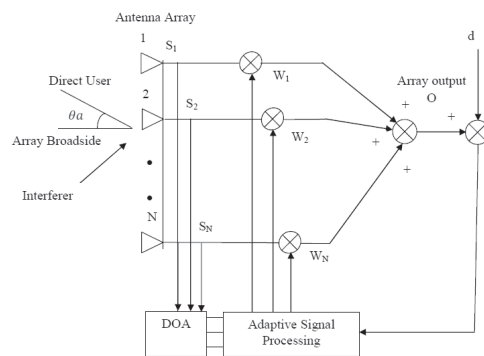 Antenna Array
1
S1
W1
Direct User
θa
Array Broadside
Interferer
2
S2
W2
N
SN
WN
Array output
O
d
+
+
+
+
DOA
Adaptive Signal
Processing